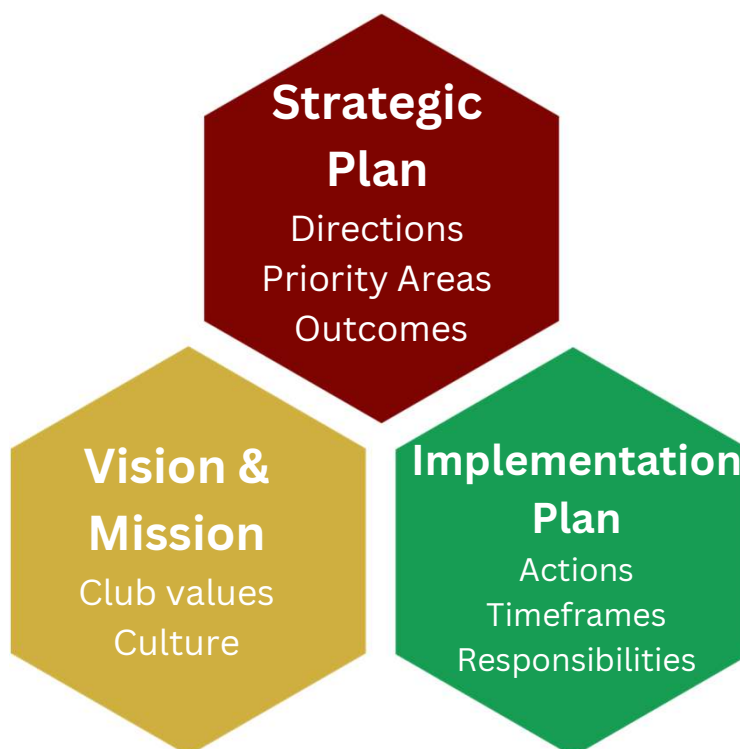 Strategic
Plan
Directions
Priority Areas
Outcomes
Vision &
Mission
Club values
Culture
Implementation
Plan
Actions
Timeframes
Responsibilities